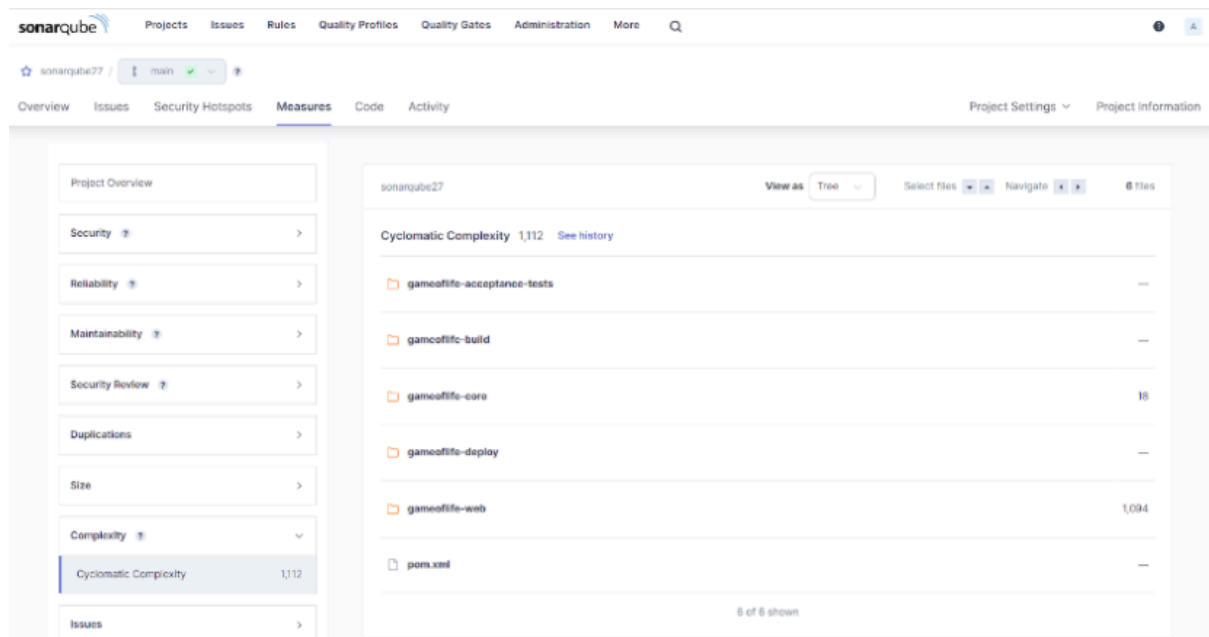 sonarqube Projects Issues Rules Quality Profiles Quality Gates Administration More ? A
sonarqube27 / main ?
Overview Issues Security Hotspots Measures Code Activity Project Settings Project Information
Project Overview
Security ?
Reliability ?
Maintainability ?
Security Review ?
Duplications
Size
Complexity ?
Cyclomatic Complexity 1,112
Issues
sonarqube27 View as Tree Select files Navigate 6 files
Cyclomatic Complexity 1,112 See history
gameoflife-acceptance-tests —
gameoflife-build —
gameoflife-core 18
gameoflife-deploy —
gameoflife-web 1,094
pom.xml —
6 of 6 shown